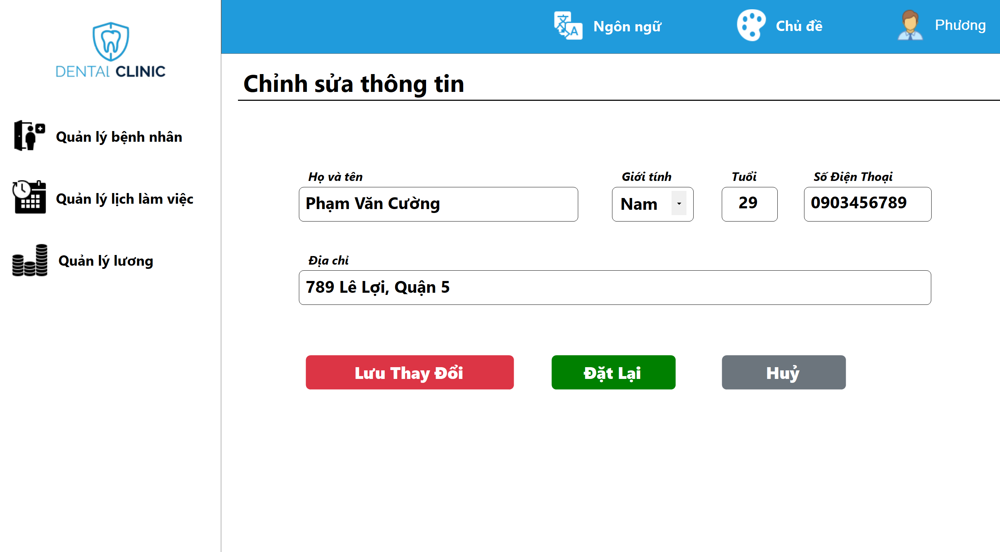 DENTAL CLINIC
Quản lý bệnh nhân
Quản lý lịch làm việc
Quản lý lương
Ngôn ngữ
Chủ đề
Phương
Chỉnh sửa thông tin
Họ và tên
Giới tính
Tuổi
Số Điện Thoại
Phạm Văn Cường
Nam
29
0903456789
Địa chỉ
789 Lê Lợi, Quận 5
Lưu Thay Đổi
Đặt Lại
Huỷ